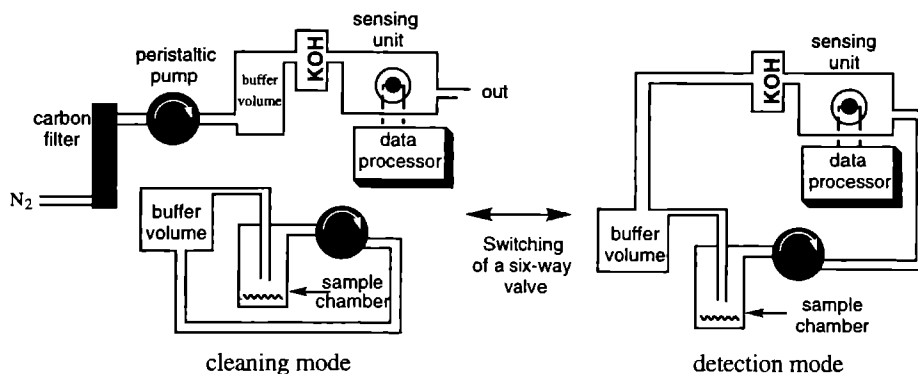 sensing
unit
peristaltic
pump
KOH
buffer
volume
out
carbon
filter
data
processor
N₂
buffer
volume
sample
chamber
cleaning mode
Switching
of a six-way
valve
sensing
unit
KOH
data
processor
buffer
volume
sample
chamber
detection mode